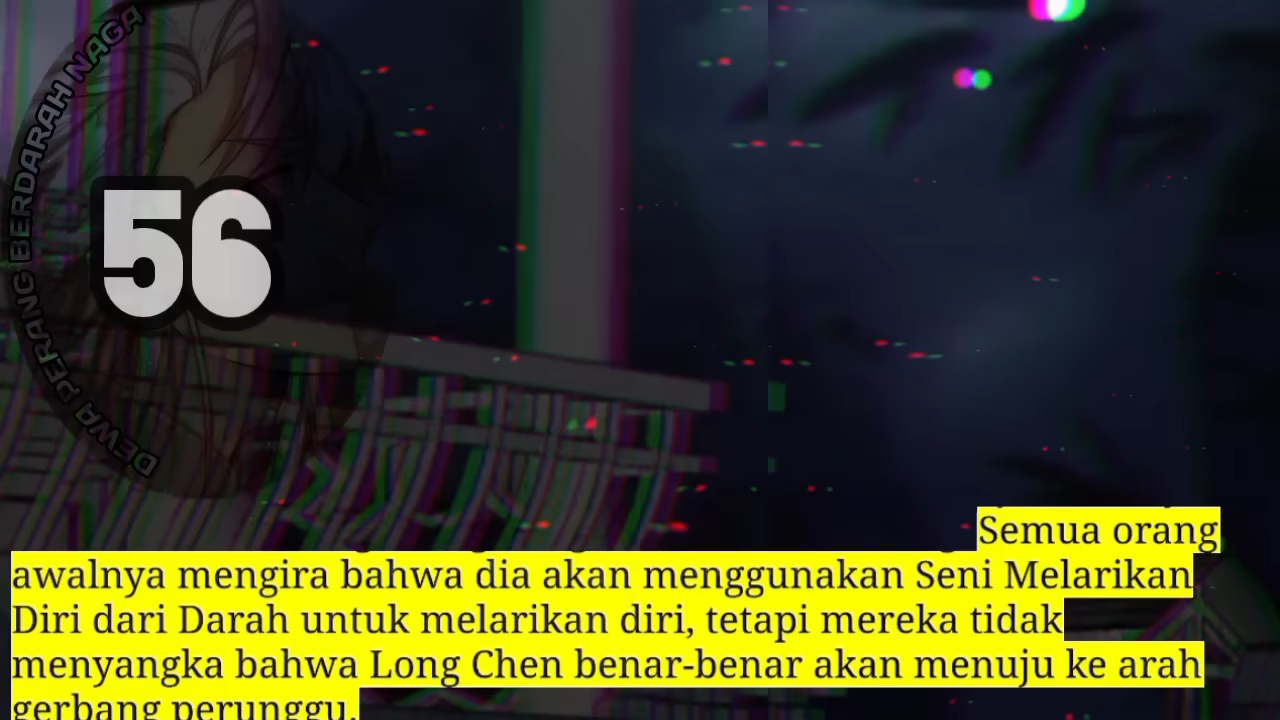 DEWA PERANG BERDARAH NAGA
56
Semua orang
awalnya mengira bahwa dia akan menggunakan Seni Melarikan
Diri dari Darah untuk melarikan diri, tetapi mereka tidak
menyangka bahwa Long Chen benar-benar akan menuju ke arah
gerbang perunggu.